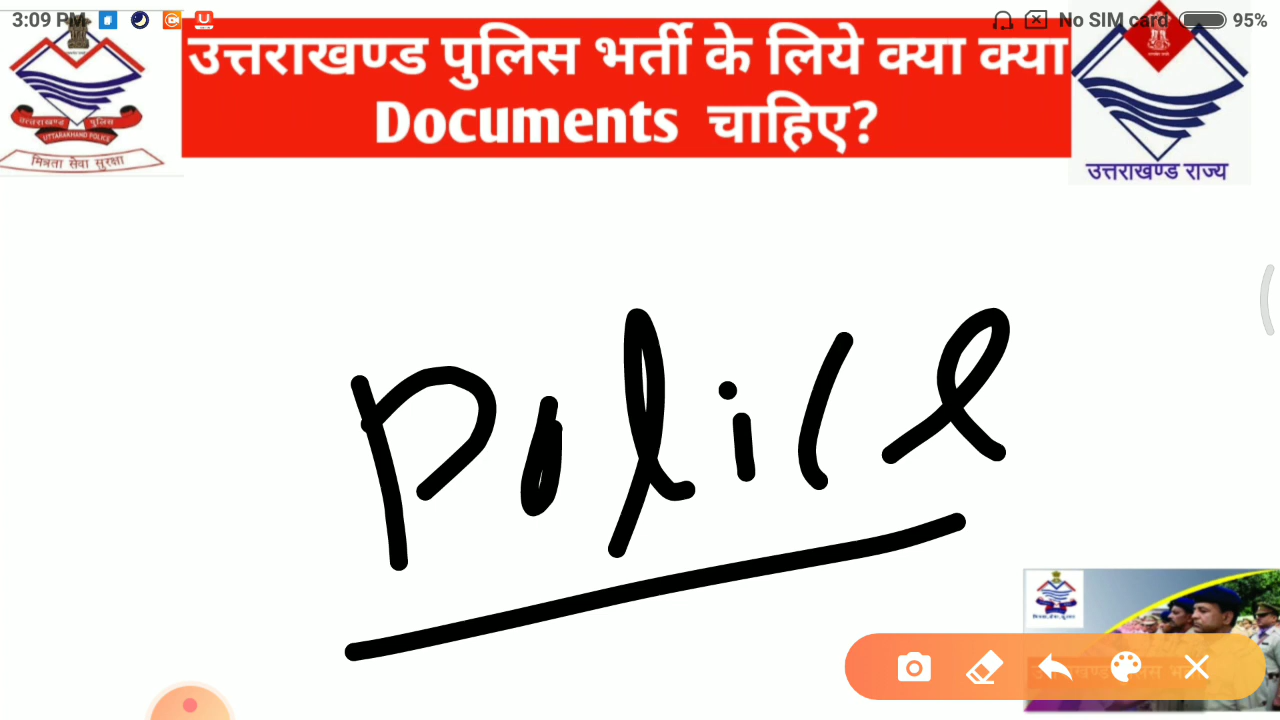 3:09 PM
No SIM card
95%
उत्तराखण्ड पुलिस भर्ती के लिये क्या क्या
Documents चाहिए?
उत्तराखण्ड पुलिस
UTTARAKHAND POLICE
मित्रता सेवा सुरक्षा
उत्तराखण्ड राज्य
Police